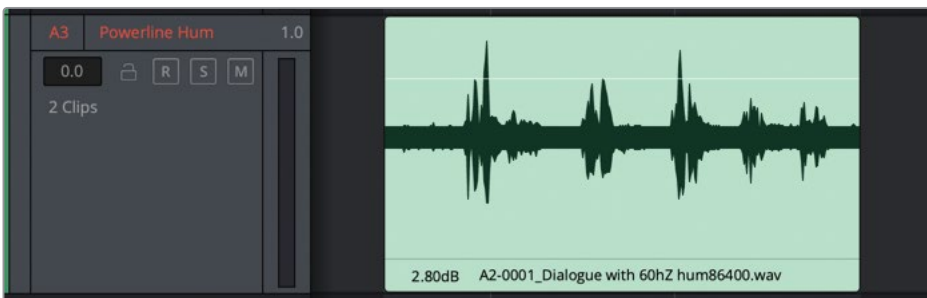 A3 Powerline Hum 1.0
0.0 R S M
2 Clips
2.80dB A2-0001_Dialogue with 60hZ hum86400.wav